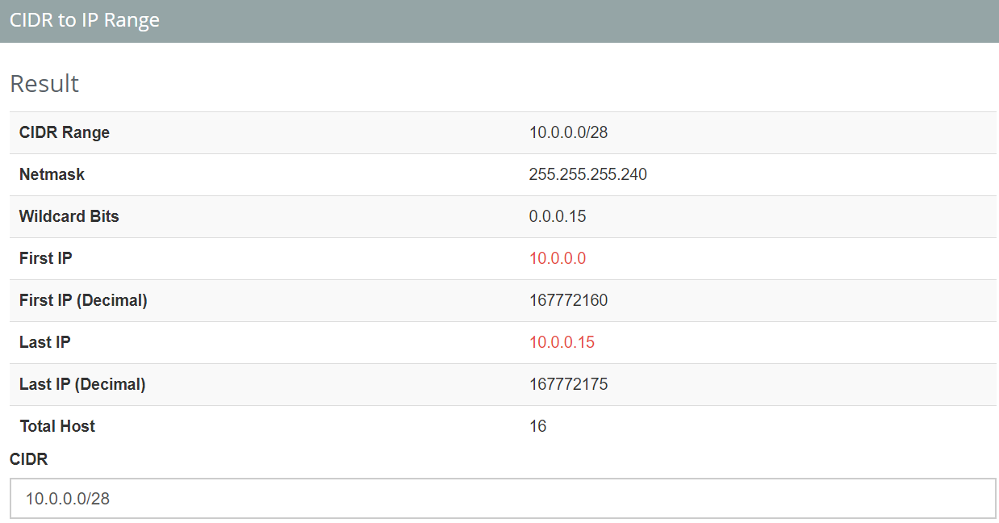 CIDR to IP Range
Result
CIDR Range 10.0.0.0/28
Netmask 255.255.255.240
Wildcard Bits 0.0.0.15
First IP 10.0.0.0
First IP (Decimal) 167772160
Last IP 10.0.0.15
Last IP (Decimal) 167772175
Total Host 16
CIDR
10.0.0.0/28